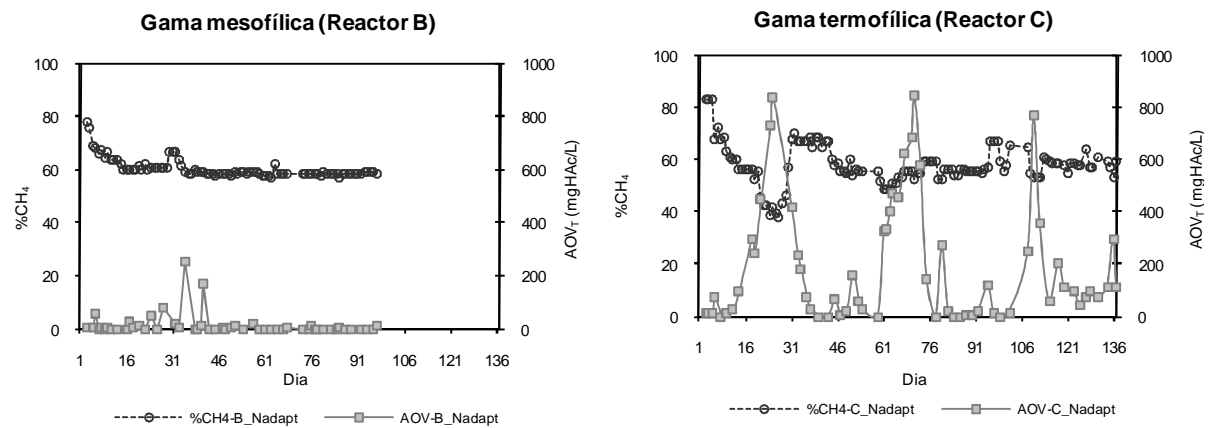 Gama mesofílica (Reactor B)
100
80
60
40
20
0
%CH4
1000
800
600
400
200
0
AOVT (mgHAc/L)
1 16 31 46 61 76 91 106 121 136
Dia
%CH4-B_Nadapt AOV-B_Nadapt
Gama termofílica (Reactor C)
100
80
60
40
20
0
%CH4
1000
800
600
400
200
0
AOVT (mgHAc/L)
1 16 31 46 61 76 91 106 121 136
Dia
%CH4-C_Nadapt AOV-C_Nadapt